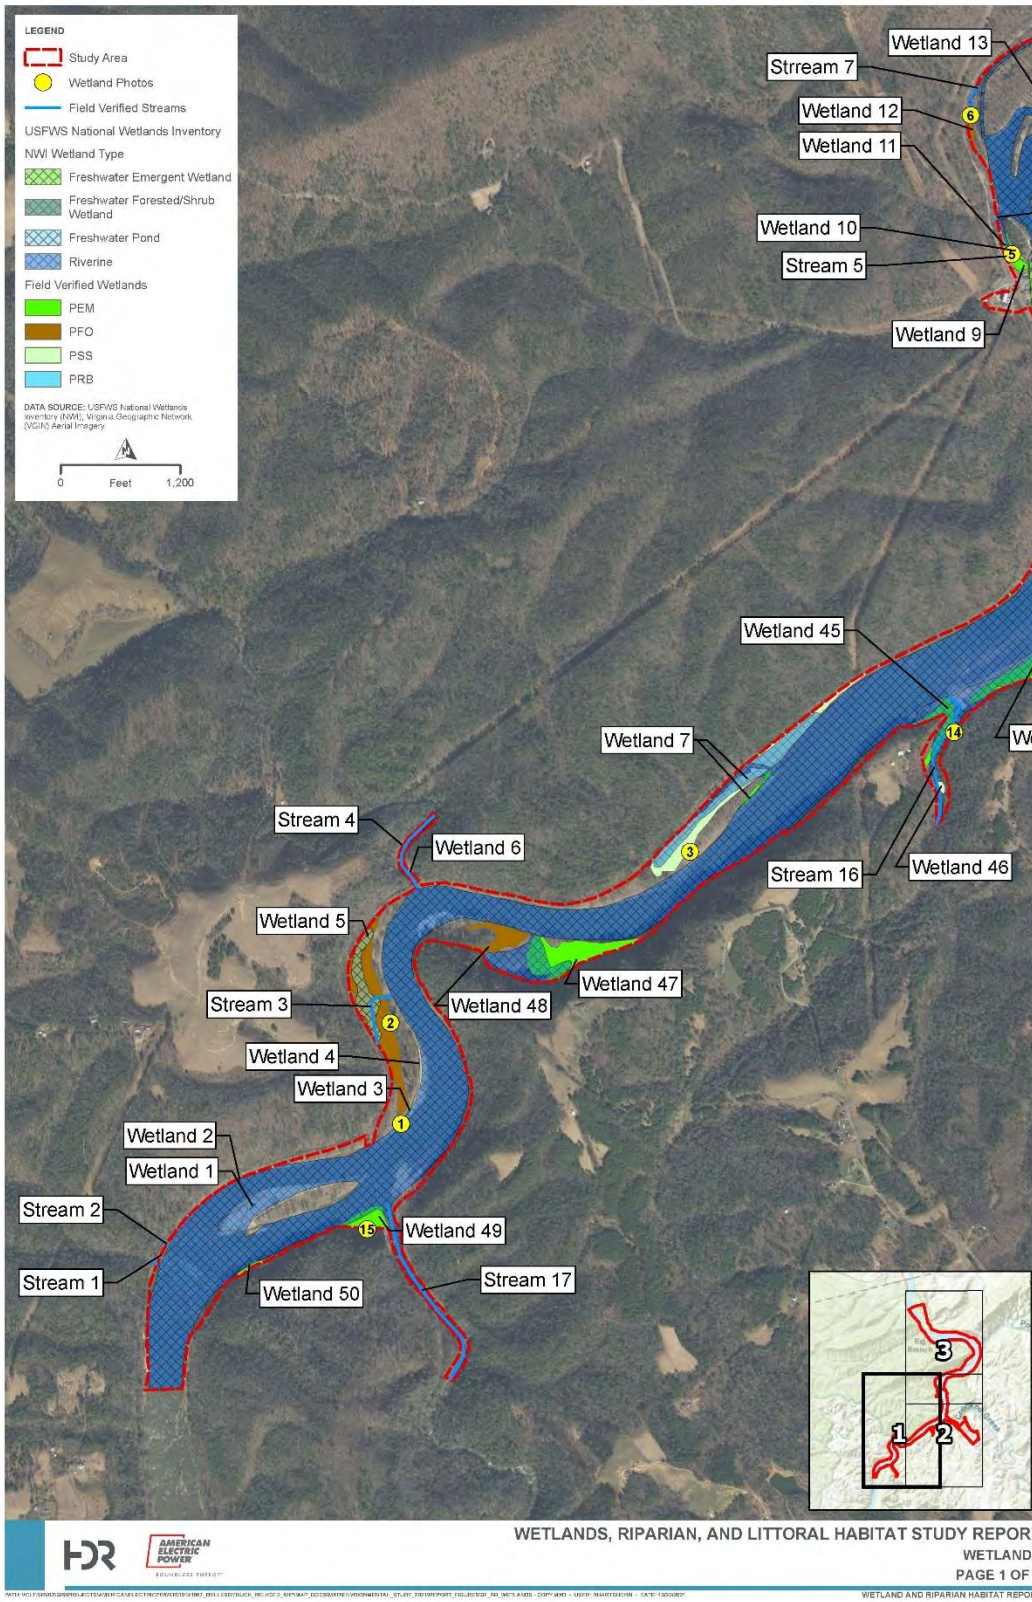 LEGEND
Study Area
Wetland Photos
Field Verified Streams
USFWS National Wetlands Inventory
NWI Wetland Type
Freshwater Emergent Wetland
Freshwater Forested/Shrub
Wetland
Freshwater Pond
Riverine
Field Verified Wetlands
PEM
PFO
PSS
PRB
DATA SOURCE: USFWS National Wetlands
Inventory (NWI), Virginia Geographic Network
(VGIN) Aerial Imagery
N
0 Feet 1,200
Wetland 13
Strream 7
6
Wetland 12
Wetland 11
Wetland 10
5
Stream 5
Wetland 9
Wetland 45
14
We
Wetland 7
3
Stream 4
Wetland 6
Stream 16
Wetland 46
Wetland 5
Wetland 47
Stream 3
Wetland 48
2
Wetland 4
Wetland 3
1
Wetland 2
Wetland 1
Stream 2
15
Wetland 49
Stream 1
Stream 17
Wetland 50
3
1
2
HDR
AMERICAN
ELECTRIC
POWER
BOUNDLESS ENERGY
WETLANDS, RIPARIAN, AND LITTORAL HABITAT STUDY REPOR
WETLAND
PAGE 1 OF
WETLAND AND RIPARIAN HABITAT REPO